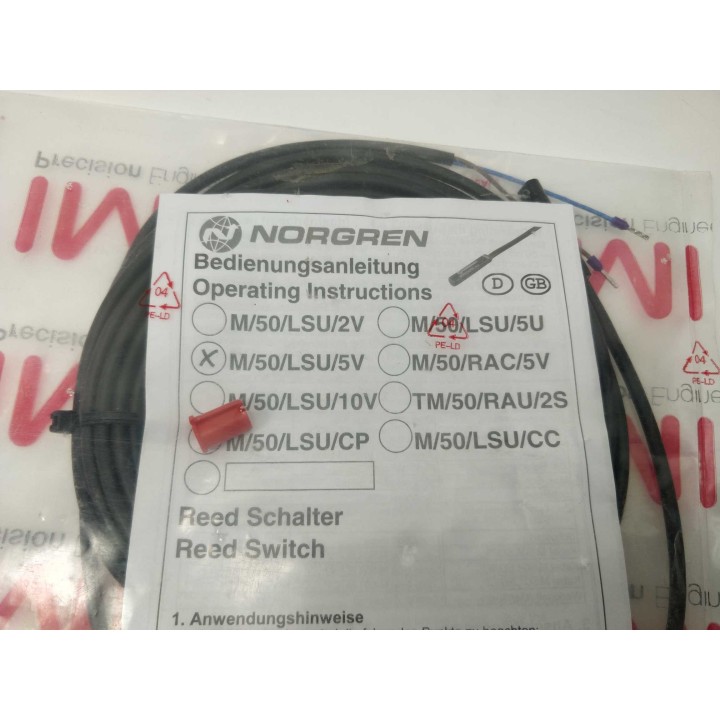 Precision Engine
IMI
NORGREN
Bedienungsanleitung
Operating Instructions
D GB
M/50/LSU/2V M/50/LSU/5U
M/50/LSU/5V M/50/RAC/5V
M/50/LSU/10V TM/50/RAU/2S
M/50/LSU/CP M/50/LSU/CC
04
PE-LD
04
PE-LD
04
PE-LD
Reed Schalter
Reed Switch
1. Anwendungshinweise